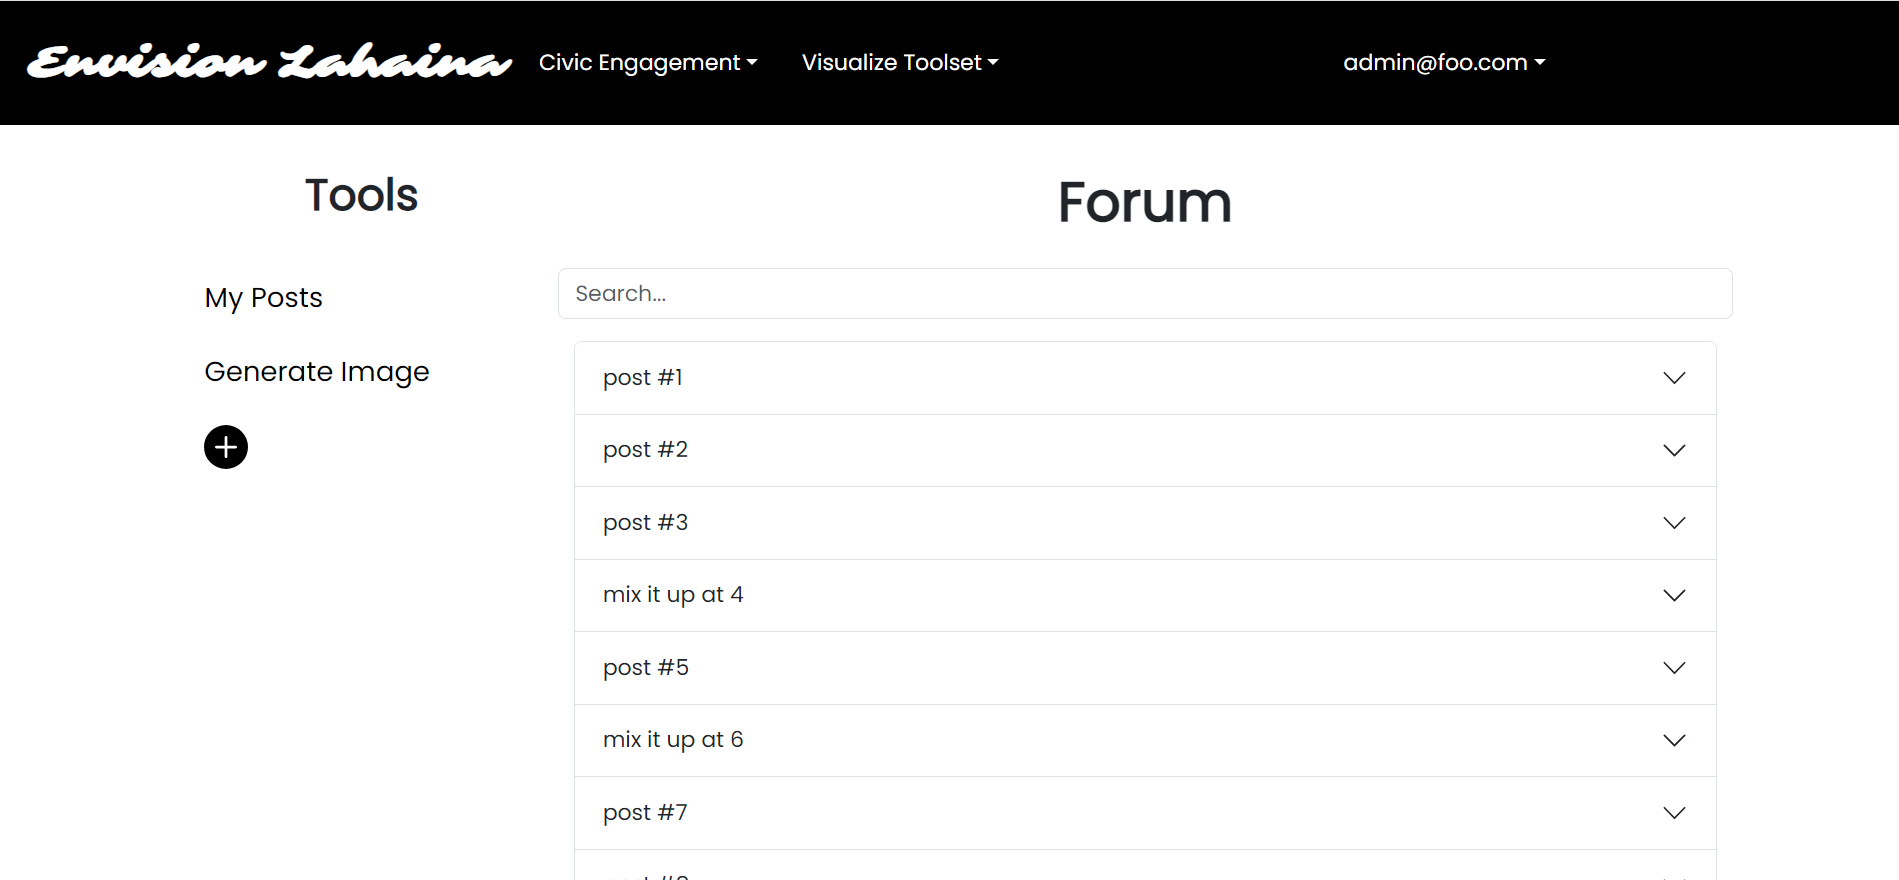 Envision Lahaina Civic Engagement Visualize Toolset admin@foo.com
Tools
Forum
My Posts
Generate Image
Search...
post #1
post #2
post #3
mix it up at 4
post #5
mix it up at 6
post #7